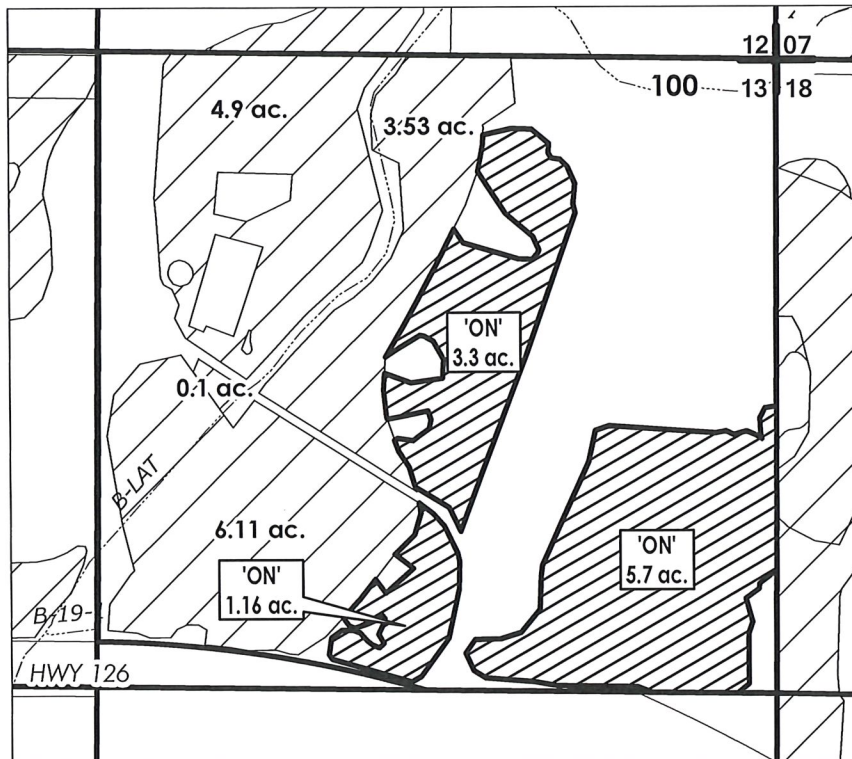 12 07
13 18
100
4.9 ac.
3.53 ac.
'ON'
3.3 ac.
0.1 ac.
B-LAT
6.11 ac.
'ON'
5.7 ac.
'ON'
1.16 ac.
B-19-
HWY 126